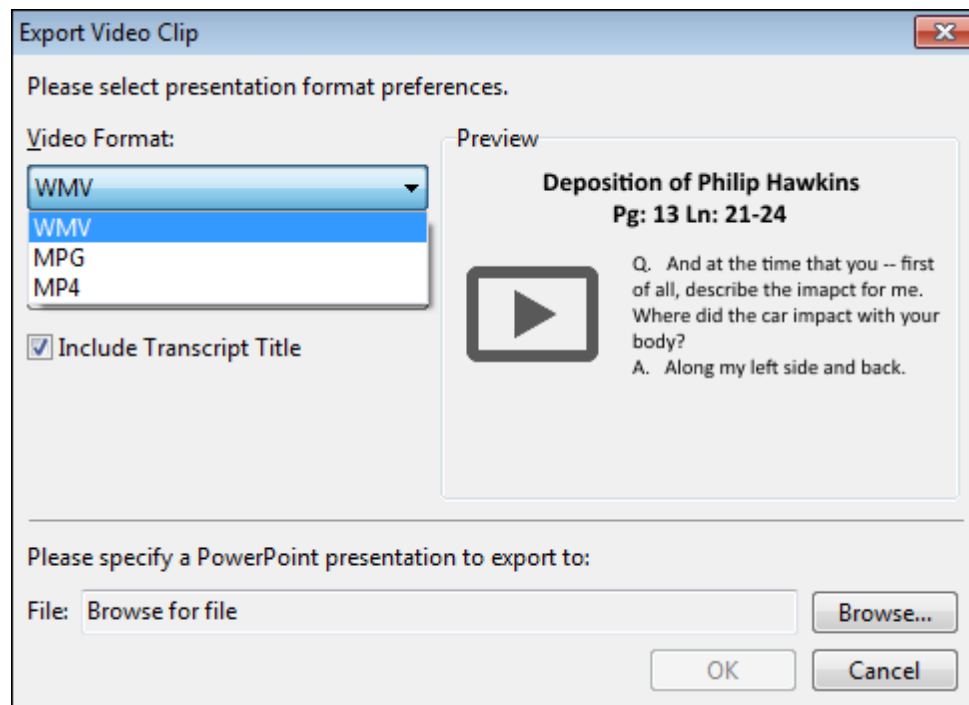 Export Video Clip
Please select presentation format preferences.
Video Format:
WMV
WMV
MPG
MP4
Include Transcript Title
Preview
Deposition of Philip Hawkins
Pg: 13 Ln: 21-24
Q. And at the time that you -- first
of all, describe the imapct for me.
Where did the car impact with your
body?
A. Along my left side and back.
Please specify a PowerPoint presentation to export to:
File: Browse for file
Browse...
OK
Cancel